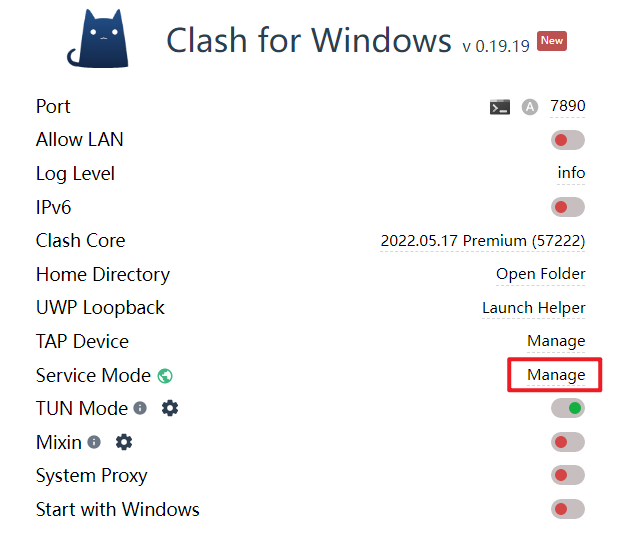 Clash for Windows v 0.19.19 New
Port A 7890
Allow LAN
Log Level info
IPv6
Clash Core 2022.05.17 Premium (57222)
Home Directory Open Folder
UWP Loopback Launch Helper
TAP Device Manage
Service Mode Manage
TUN Mode
Mixin
System Proxy
Start with Windows